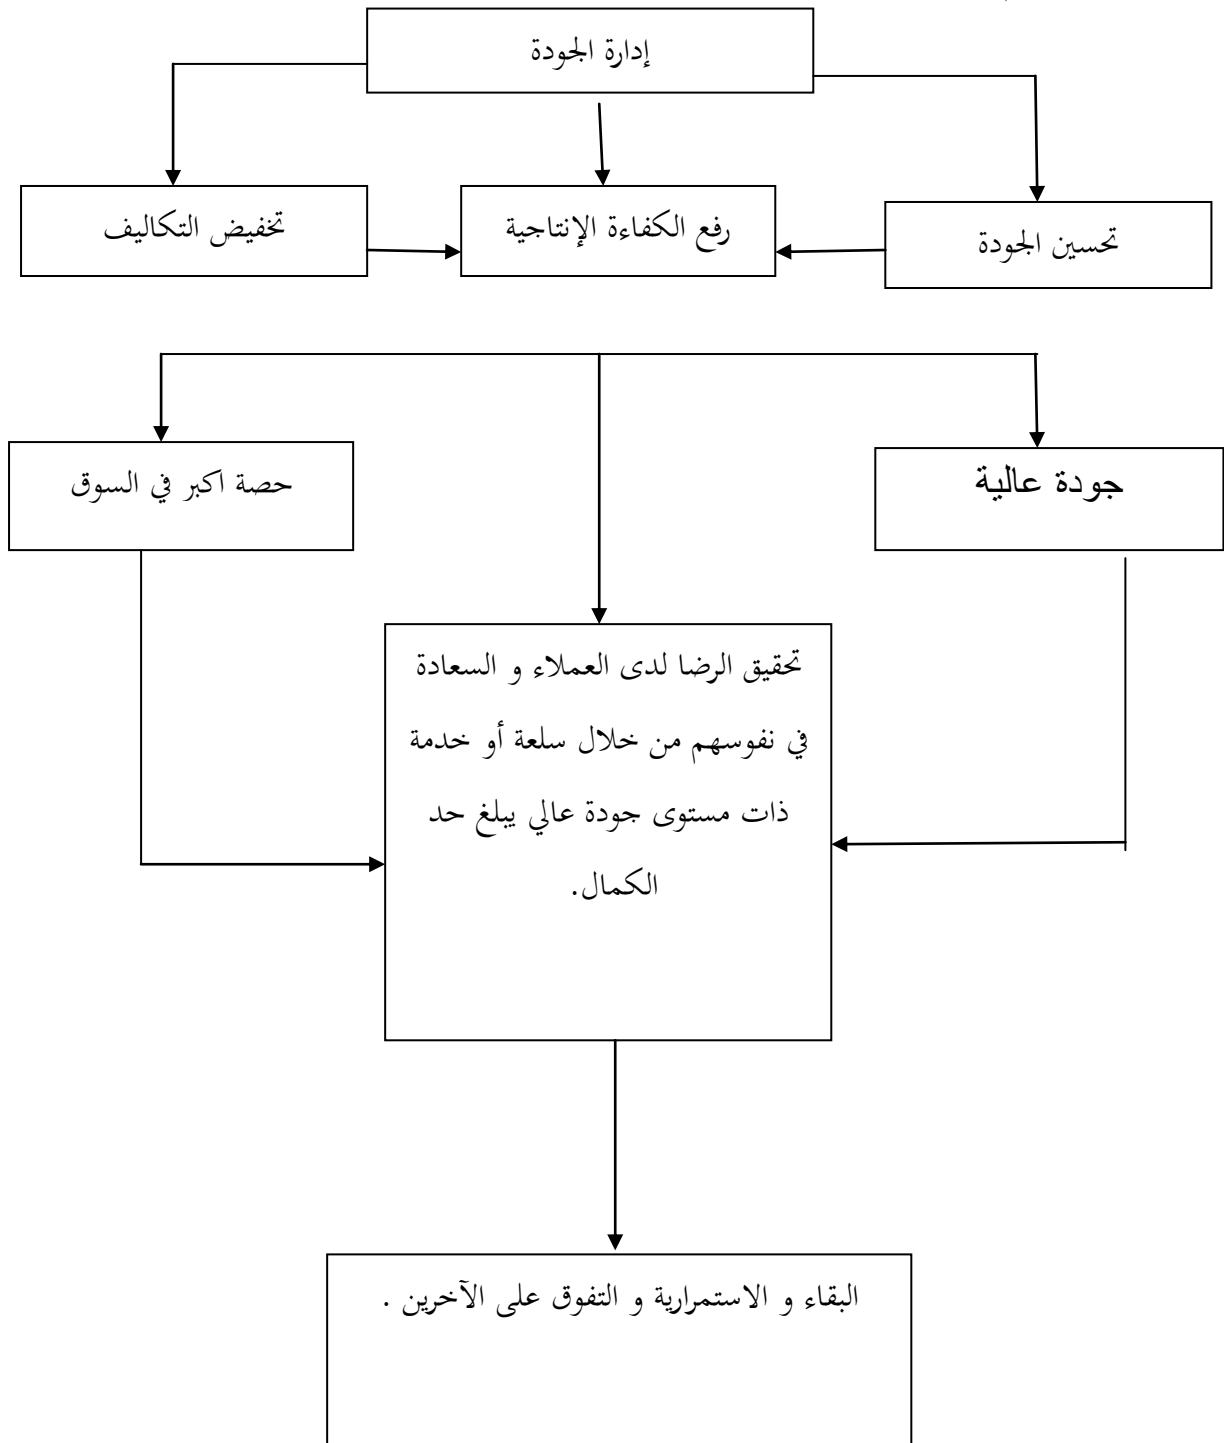 إدارة الجودة
تحسين الجودة
رفع الكفاءة الإنتاجية
تخفيض التكاليف
جودة عالية
حصة اكبر في السوق
تحقيق الرضا لدى العملاء و السعادة
في نفوسهم من خلال سلعة أو خدمة
ذات مستوى جودة عالي يبلغ حد
الكمال.
البقاء و الاستمرارية و التفوق على الآخرين .